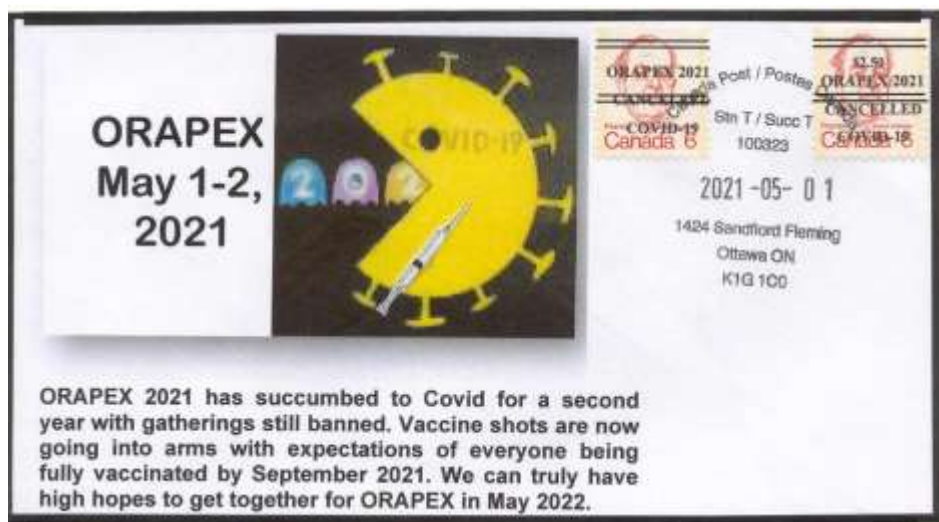 ORAPEX
May 1-2,
2021
COVID-19
2 0 2
ORAPEX 2021
CANCELLED
COVID-19
Canada 6
$2.50
ORAPEX 2021
CANCELLED
COVID-19
Canada 6
Canada Post / Postes Canada
Stn T / Succ T
100323
2021-05-01
1424 Sandflord Fleming
Ottawa ON
K1G 1C0
ORAPEX 2021 has succumbed to Covid for a second
year with gatherings still banned. Vaccine shots are now
going into arms with expectations of everyone being
fully vaccinated by September 2021. We can truly have
high hopes to get together for ORAPEX in May 2022.